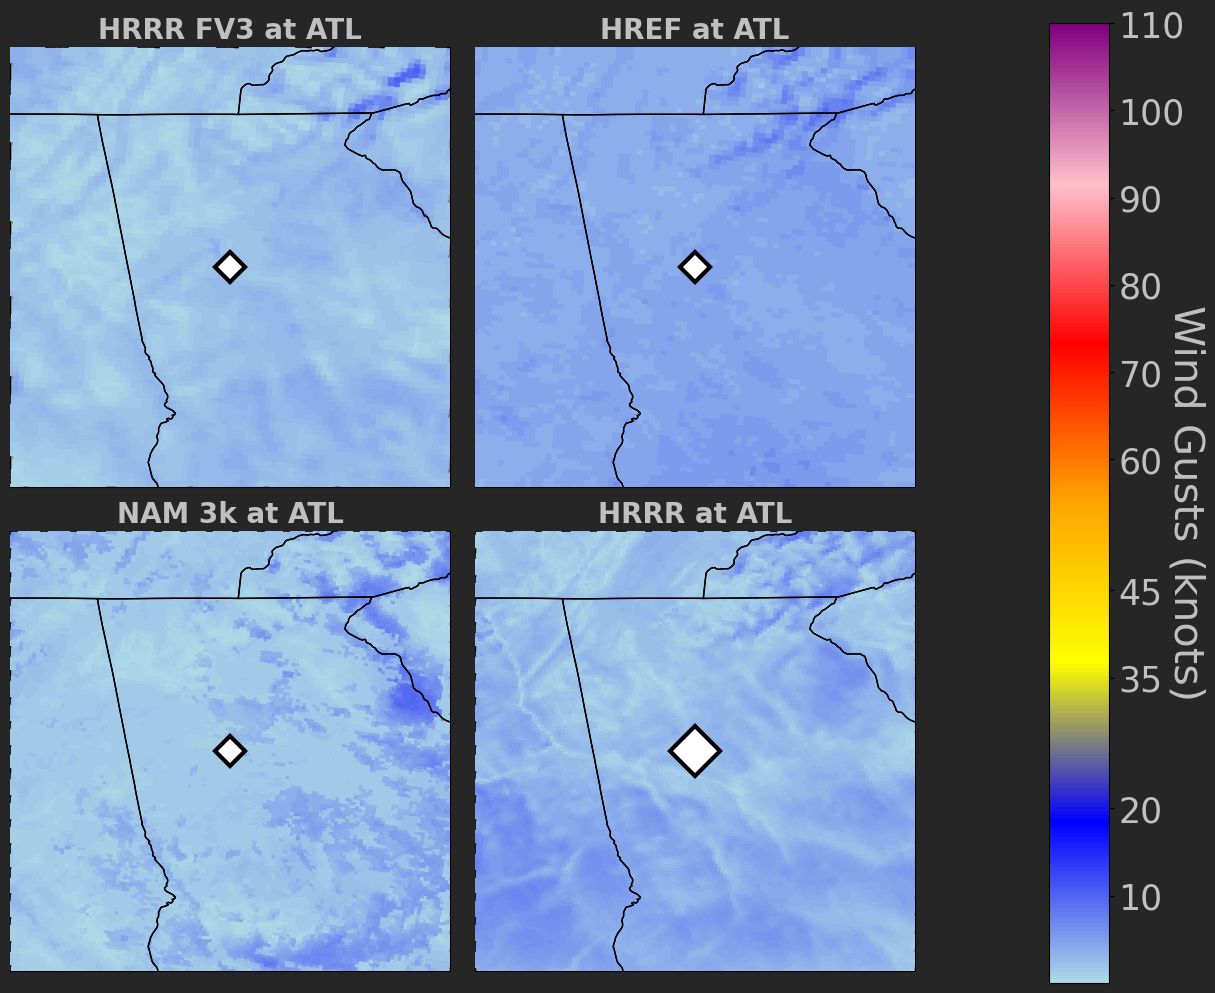 HRRR FV3 at ATL
HREF at ATL
NAM 3k at ATL
HRRR at ATL
110
100
90
80
70
60
45
35
20
10
Wind Gusts (knots)